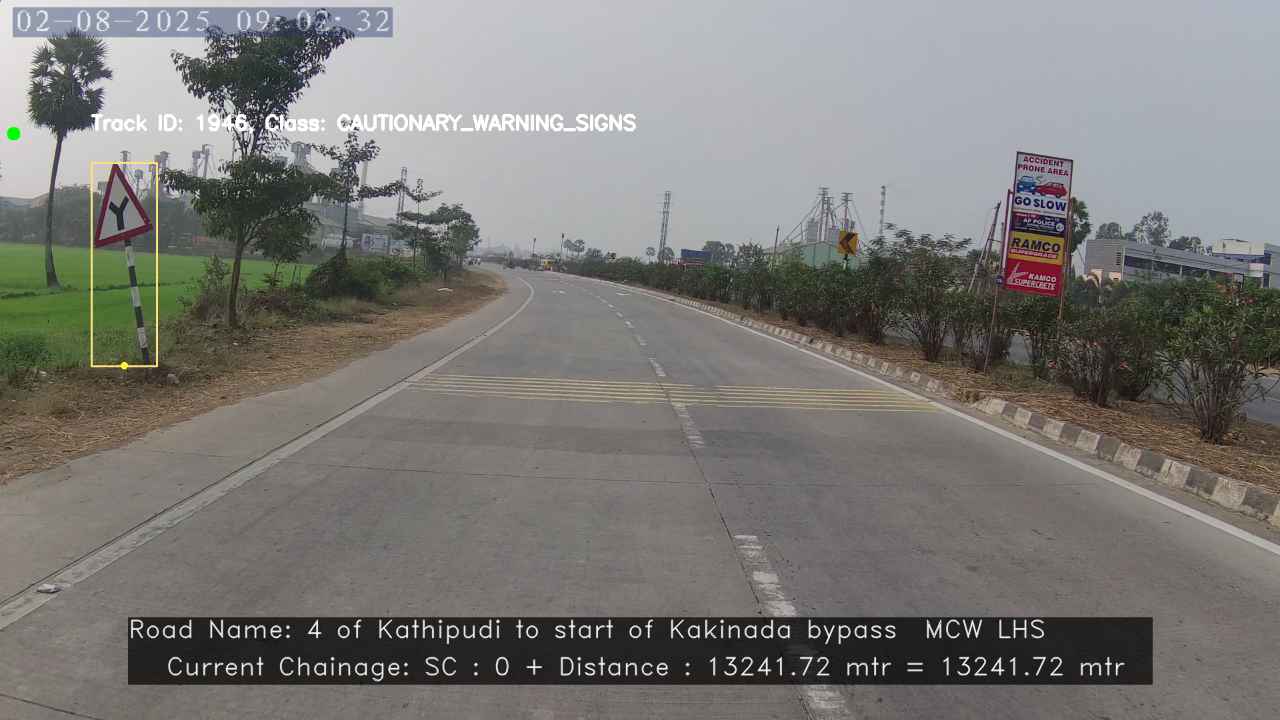 02-08-2025 09:02:32
Track ID: 1946, Class: CAUTIONARY_WARNING_SIGNS
ACCIDENT
PRONE AREA
GO SLOW
AP POLICE
RAMCO
SUPERGRADE
RAMCO
SUPERCRETE
Road Name: 4 of Kathipudi to start of Kakinada bypass MCW LHS
Current Chainage: SC : 0 + Distance : 13241.72 mtr = 13241.72 mtr